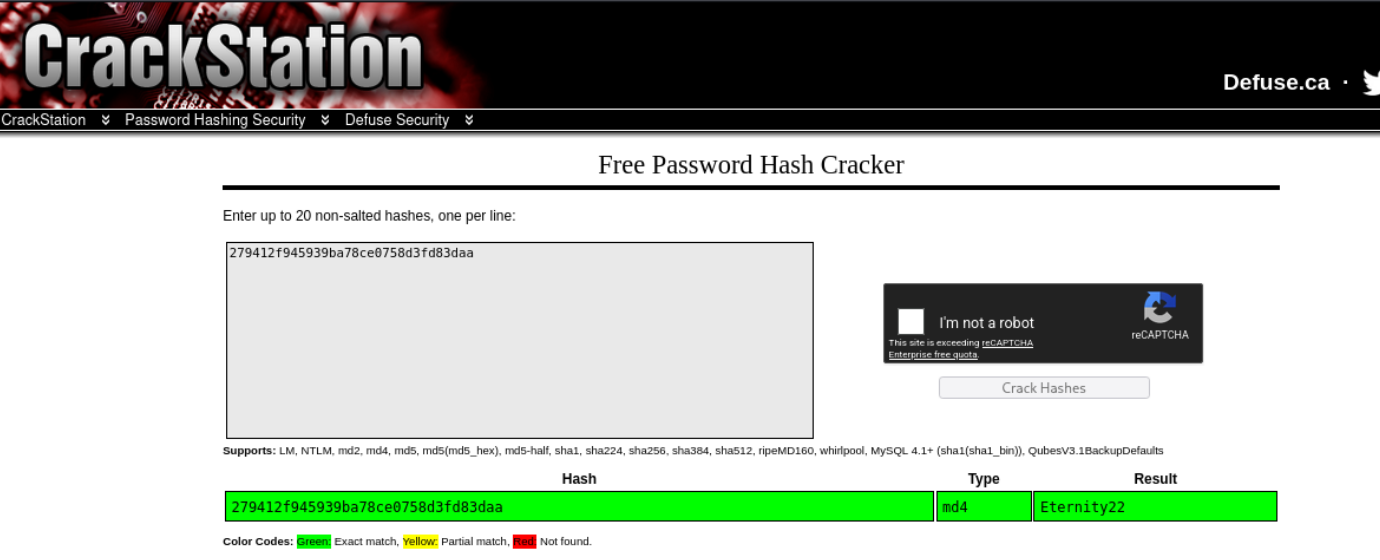 CrackStation
Defuse.ca ·
CrackStation Password Hashing Security Defuse Security
Free Password Hash Cracker
Enter up to 20 non-salted hashes, one per line:
279412f945939ba78ce0758d3fd83daa
I'm not a robot
reCAPTCHA
This site is exceeding reCAPTCHA
Enterprise free quota.
Crack Hashes
Supports: LM, NTLM, md2, md4, md5, md5(md5_hex), md5-half, sha1, sha224, sha256, sha384, sha512, ripeMD160, whirlpool, MySQL 4.1+ (sha1(sha1_bin)), QubesV3.1BackupDefaults
Hash Type Result
279412f945939ba78ce0758d3fd83daa md4 Eternity22
Color Codes: Green: Exact match, Yellow: Partial match, Red: Not found.